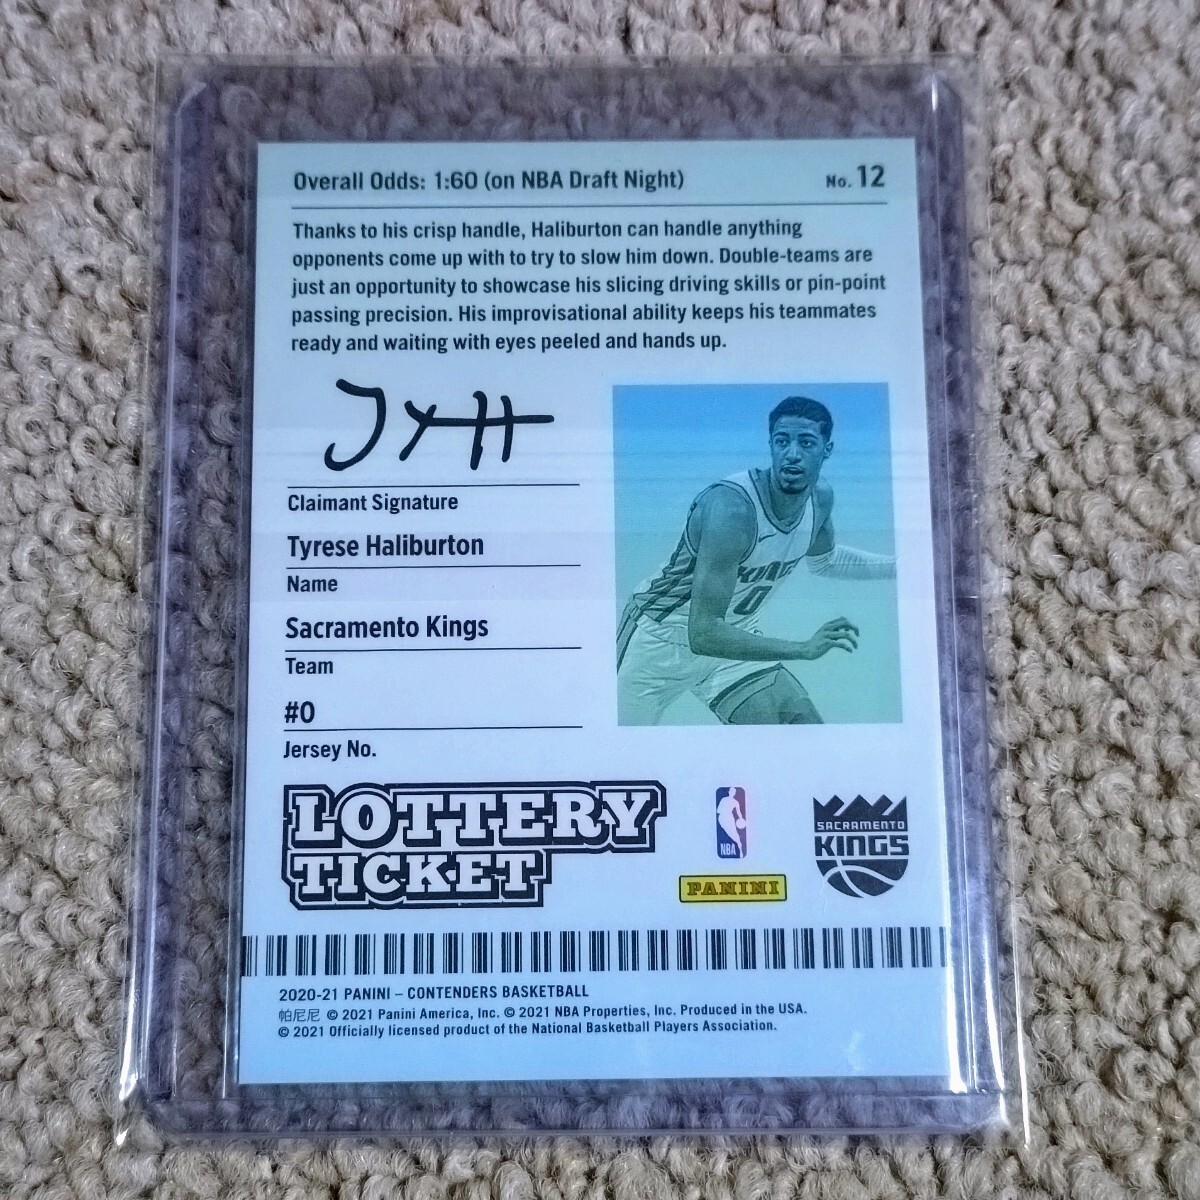 Overall Odds: 1:60 (on NBA Draft Night)
No. 12
Thanks to his crisp handle, Haliburton can handle anything
opponents come up with to try to slow him down. Double-teams are
just an opportunity to showcase his slicing driving skills or pin-point
passing precision. His improvisational ability keeps his teammates
ready and waiting with eyes peeled and hands up.
Claimant Signature
Tyrese Haliburton
Name
Sacramento Kings
Team
#0
Jersey No.
KINGS
0
LOTTERY
TICKET
NBA
PANINI
SACRAMENTO
KINGS
2020-21 PANINI – CONTENDERS BASKETBALL
帕尼尼 © 2021 Panini America, Inc. © 2021 NBA Properties, Inc. Produced in the USA.
© 2021 Officially licensed product of the National Basketball Players Association.